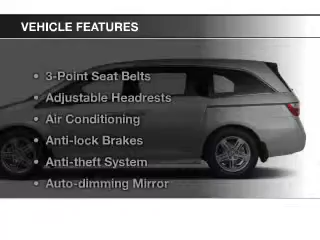 VEHICLE FEATURES
• 3-Point Seat Belts
• Adjustable Headrests
• Air Conditioning
• Anti-lock Brakes
• Anti-theft System
• Auto-dimming Mirror